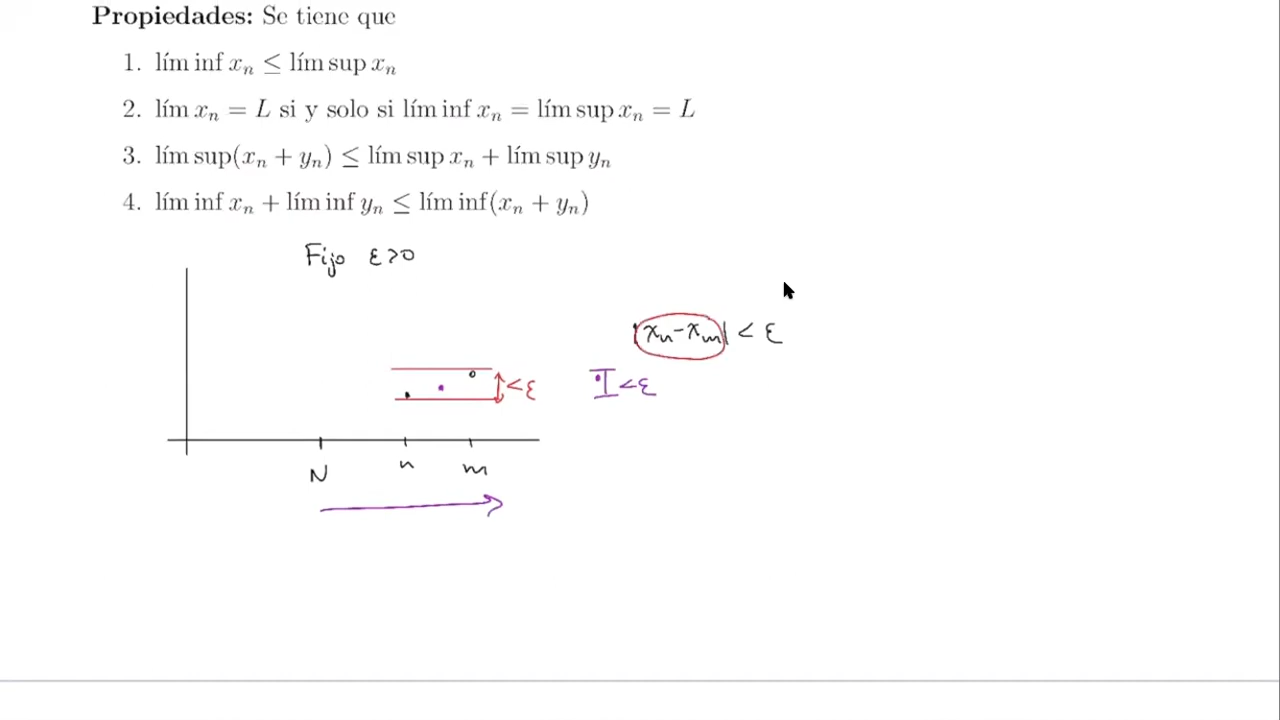 Propiedades: Se tiene que
1. lím inf xₙ ≤ lím sup xₙ
2. lím xₙ = L si y solo si lím inf xₙ = lím sup xₙ = L
3. lím sup(xₙ + yₙ) ≤ lím sup xₙ + lím sup yₙ
4. lím inf xₙ + lím inf yₙ ≤ lím inf(xₙ + yₙ)
Fijo ε>0
|xₙ-xₘ| < ε
<ε
<ε
N n m